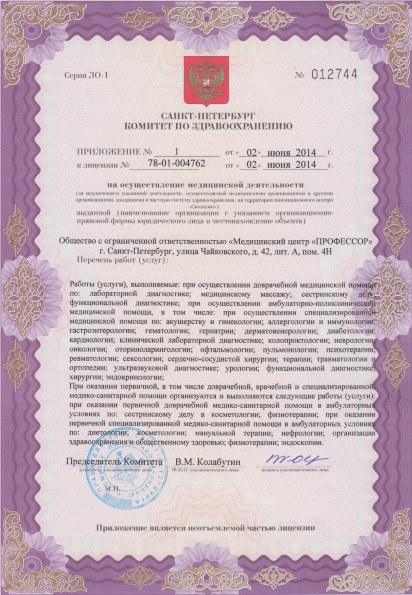 Серия ЛО-1
№ 012744
САНКТ-ПЕТЕРБУРГ
КОМИТЕТ ПО ЗДРАВООХРАНЕНИЮ
ПРИЛОЖЕНИЕ № 1 от «02» июня 2014 г.
к лицензии № 78-01-004762 от «02» июня 2014 г.
на осуществление медицинской деятельности
(за исключением указанной деятельности, осуществляемой медицинскими организациями и другими
организациями, входящими в частную систему здравоохранения, на территории инновационного центра
«Сколково»)
выданной (наименование организации с указанием организационно-
правовой формы юридического лица и местонахождение объекта)
Общество с ограниченной ответственностью «Медицинский центр «ПРОФЕССОР»
г. Санкт-Петербург, улица Чайковского, д. 42, лит. А, пом. 4Н
Перечень работ (услуг):
Работы (услуги), выполняемые: при осуществлении доврачебной медицинской помощи
по: лабораторной диагностике; медицинскому массажу; сестринскому делу;
функциональной диагностике; при осуществлении амбулаторно-поликлинической
медицинской помощи, в том числе: при осуществлении специализированной
медицинской помощи по: акушерству и гинекологии; аллергологии и иммунологии;
гастроэнтерологии; гематологии; гериатрии; дерматовенерологии; диабетологии;
кардиологии; клинической лабораторной диагностике; колопроктологии; неврологии;
онкологии; оториноларингологии; офтальмологии; пульмонологии; психотерапии;
ревматологии; сексологии; сердечно-сосудистой хирургии; терапии; травматологии и
ортопедии; ультразвуковой диагностике; урологии; функциональной диагностике;
хирургии; эндокринологии;
При оказании первичной, в том числе доврачебной, врачебной и специализированной,
медико-санитарной помощи организуются и выполняются следующие работы (услуги):
при оказании первичной доврачебной медико-санитарной помощи в амбулаторных
условиях по: сестринскому делу в косметологии; физиотерапии; при оказании
первичной специализированной медико-санитарной помощи в амбулаторных условиях
по: диетологии; косметологии; мануальной терапии; нефрологии; организации
здравоохранения и общественному здоровью; физиотерапии; эндоскопии.
Председатель Комитета В.М. Колабутин
М.П.
Приложение является неотъемлемой частью лицензии